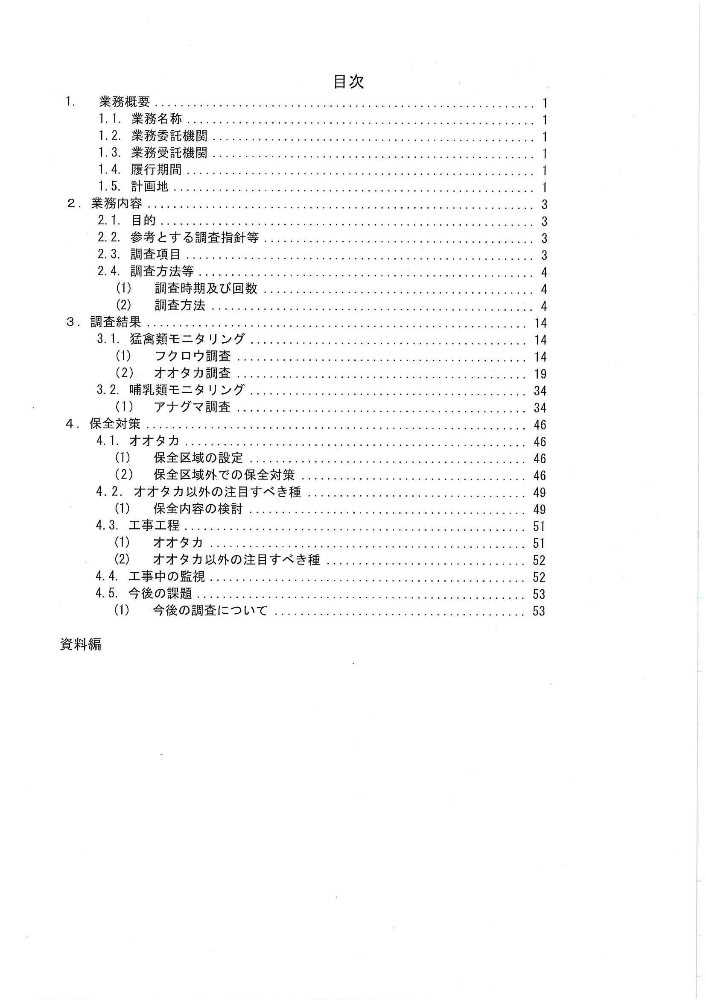 目次
1. 業務概要 1
1.1. 業務名称 1
1.2. 業務委託機関 1
1.3. 業務受託機関 1
1.4. 履行期間 1
1.5. 計画地 1
２. 業務内容 3
2.1. 目的 3
2.2. 参考とする調査指針等 3
2.3. 調査項目 3
2.4. 調査方法等 4
(1) 調査時期及び回数 4
(2) 調査方法 4
３. 調査結果 14
3.1. 猛禽類モニタリング 14
(1) フクロウ調査 14
(2) オオタカ調査 19
3.2. 哺乳類モニタリング 34
(1) アナグマ調査 34
４. 保全対策 46
4.1. オオタカ 46
(1) 保全区域の設定 46
(2) 保全区域外での保全対策 46
4.2. オオタカ以外の注目すべき種 49
(1) 保全内容の検討 49
4.3. 工事工程 51
(1) オオタカ 51
(2) オオタカ以外の注目すべき種 52
4.4. 工事中の監視 52
4.5. 今後の課題 53
(1) 今後の調査について 53
資料編